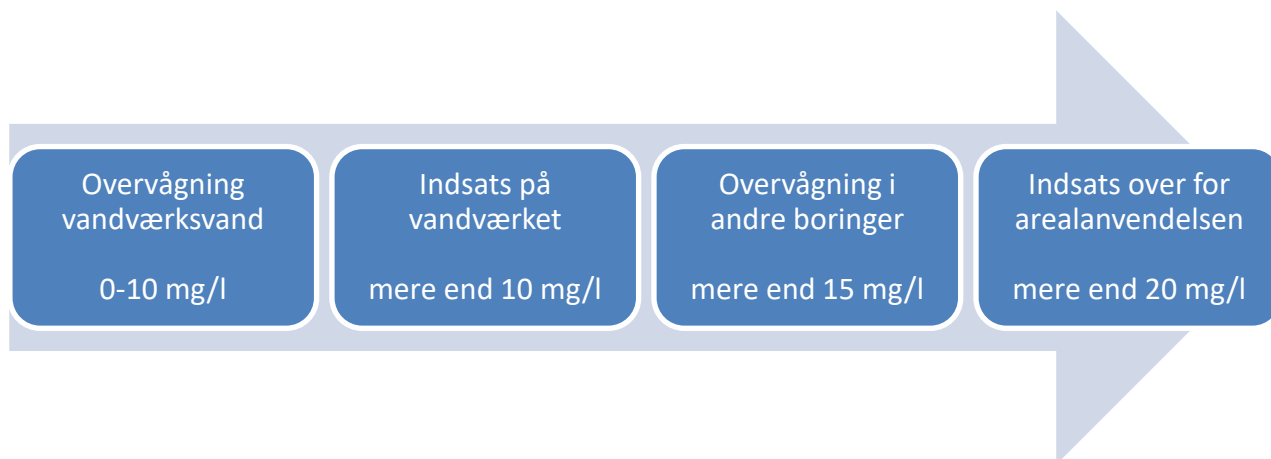 Overvågning
vandværksvand
0-10 mg/l
Indsats på
vandværket
mere end 10 mg/l
Overvågning i
andre boringer
mere end 15 mg/l
Indsats over for
arealanvendelsen
mere end 20 mg/l